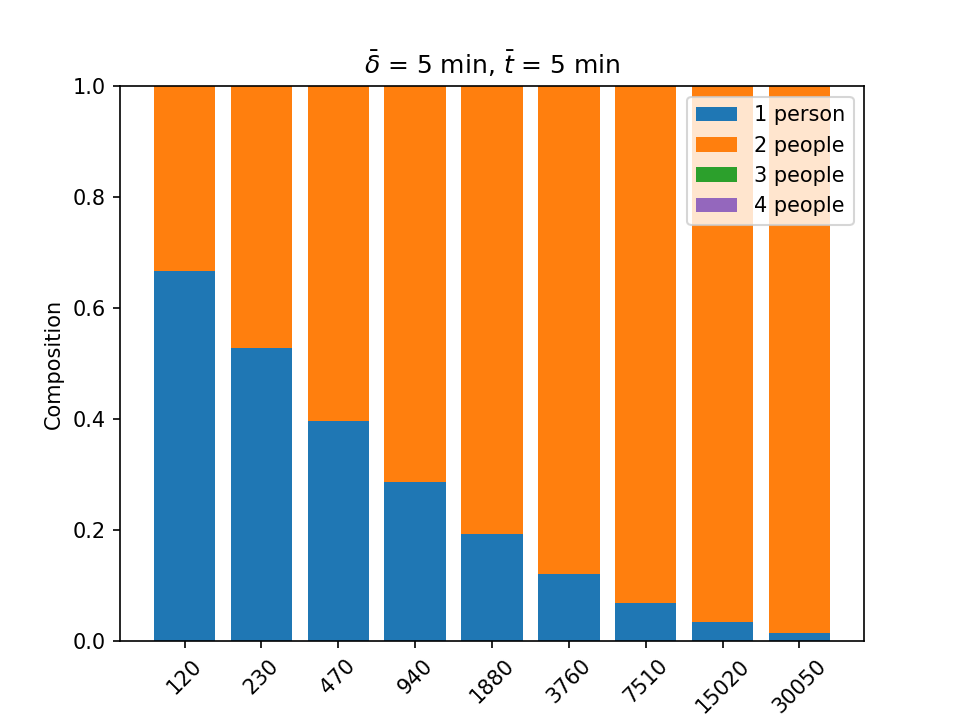 δ̄ = 5 min, t̄ = 5 min
1.0
0.8
0.6
0.4
0.2
0.0
Composition
1 person
2 people
3 people
4 people
120
230
470
940
1880
3760
7510
15020
30050